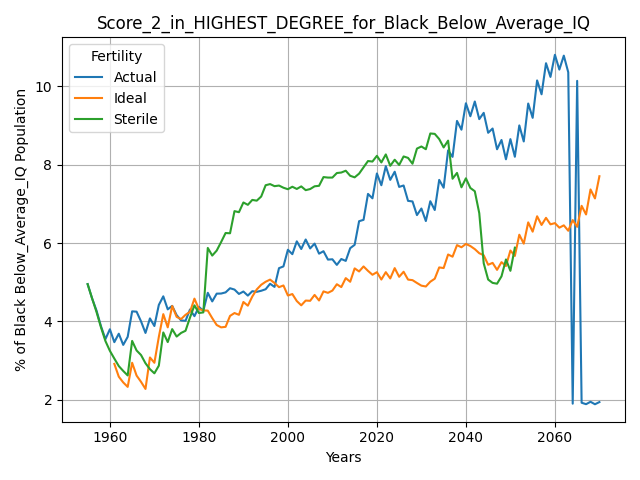 Score_2_in_HIGHEST_DEGREE_for_Black_Below_Average_IQ
Fertility
Actual
Ideal
Sterile
% of Black Below_Average_IQ Population
10
8
6
4
2
1960 1980 2000 2020 2040 2060
Years